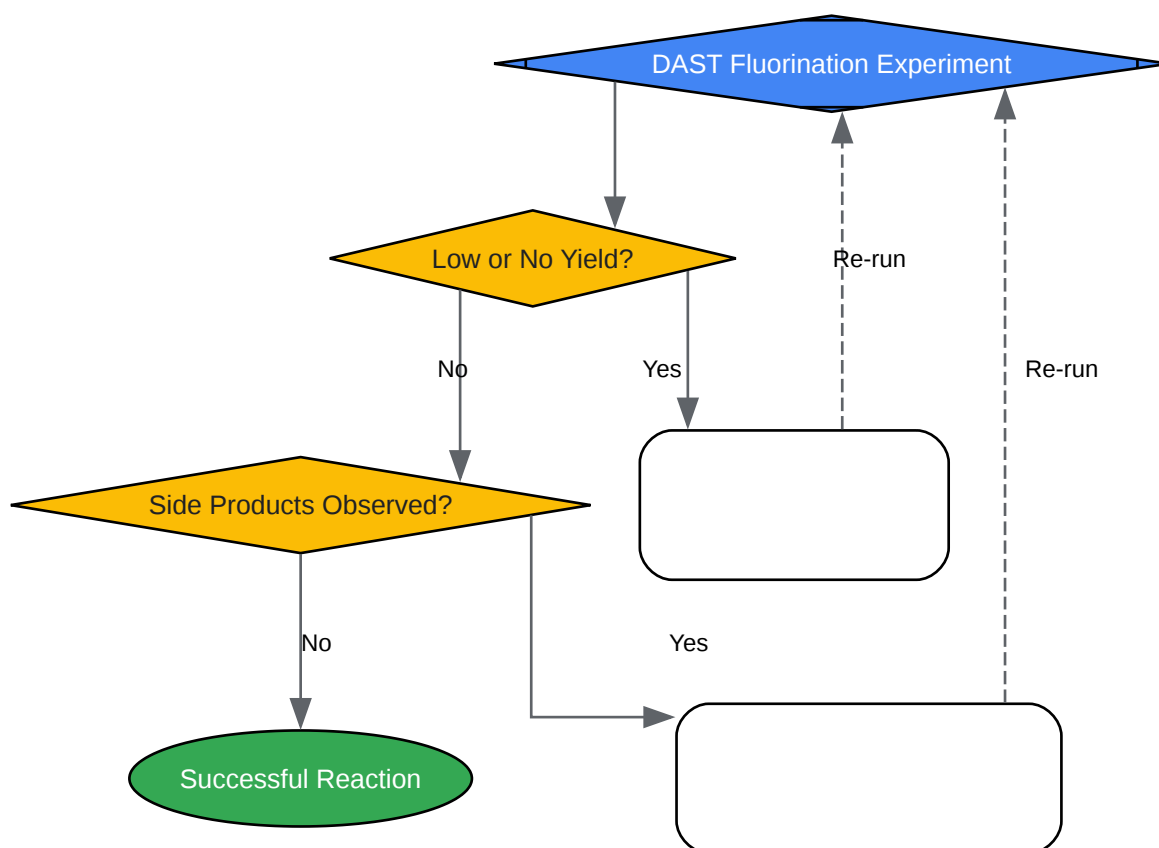 DAST Fluorination Experiment
Low or No Yield?
Re-run
No
Yes
Re-run
Side Products Observed?
No
Yes
Successful Reaction